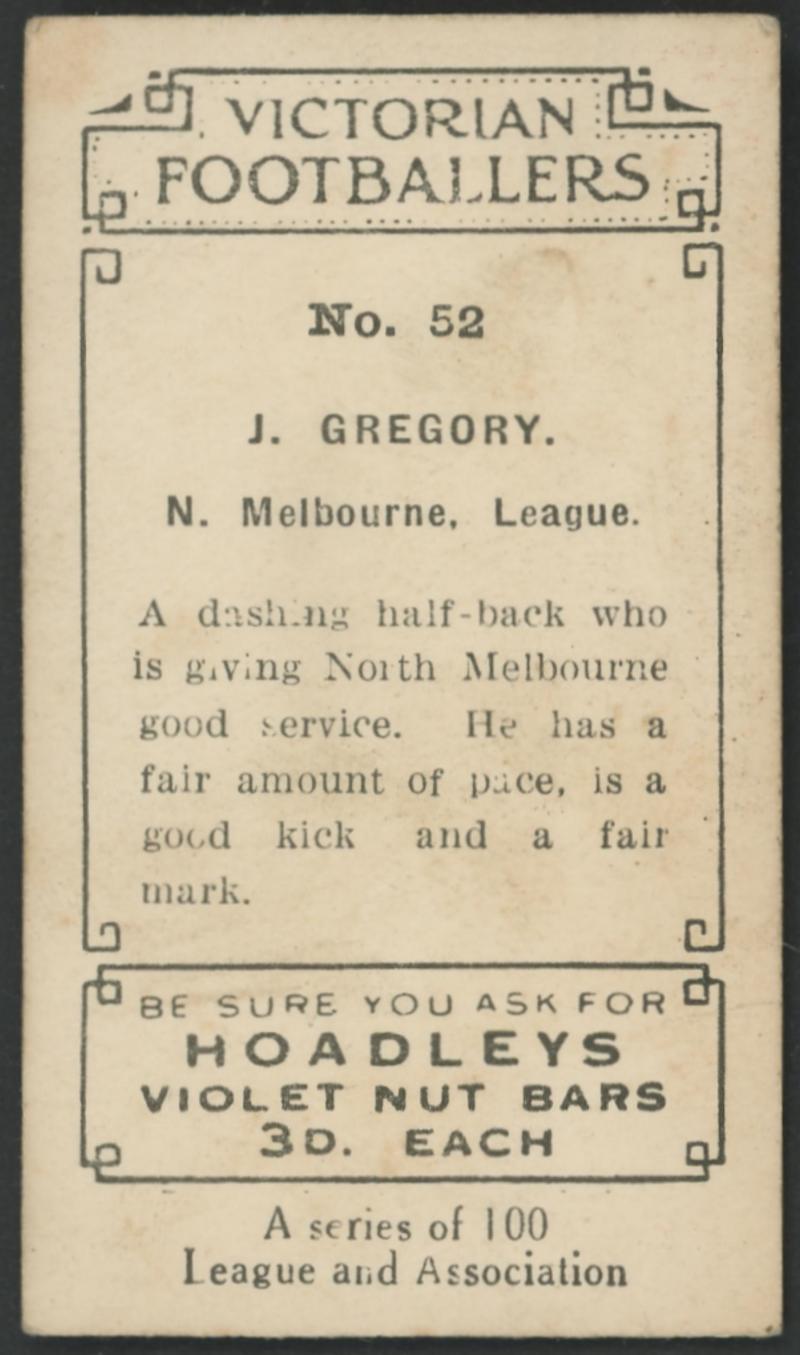 VICTORIAN
FOOTBALLERS
No. 52
J. GREGORY.
N. Melbourne, League.
A dashing half-back who
is giving North Melbourne
good service. He has a
fair amount of pace, is a
good kick and a fair
mark.
BE SURE YOU ASK FOR
HOADLEYS
VIOLET NUT BARS
3D. EACH
A series of 100
League and Association